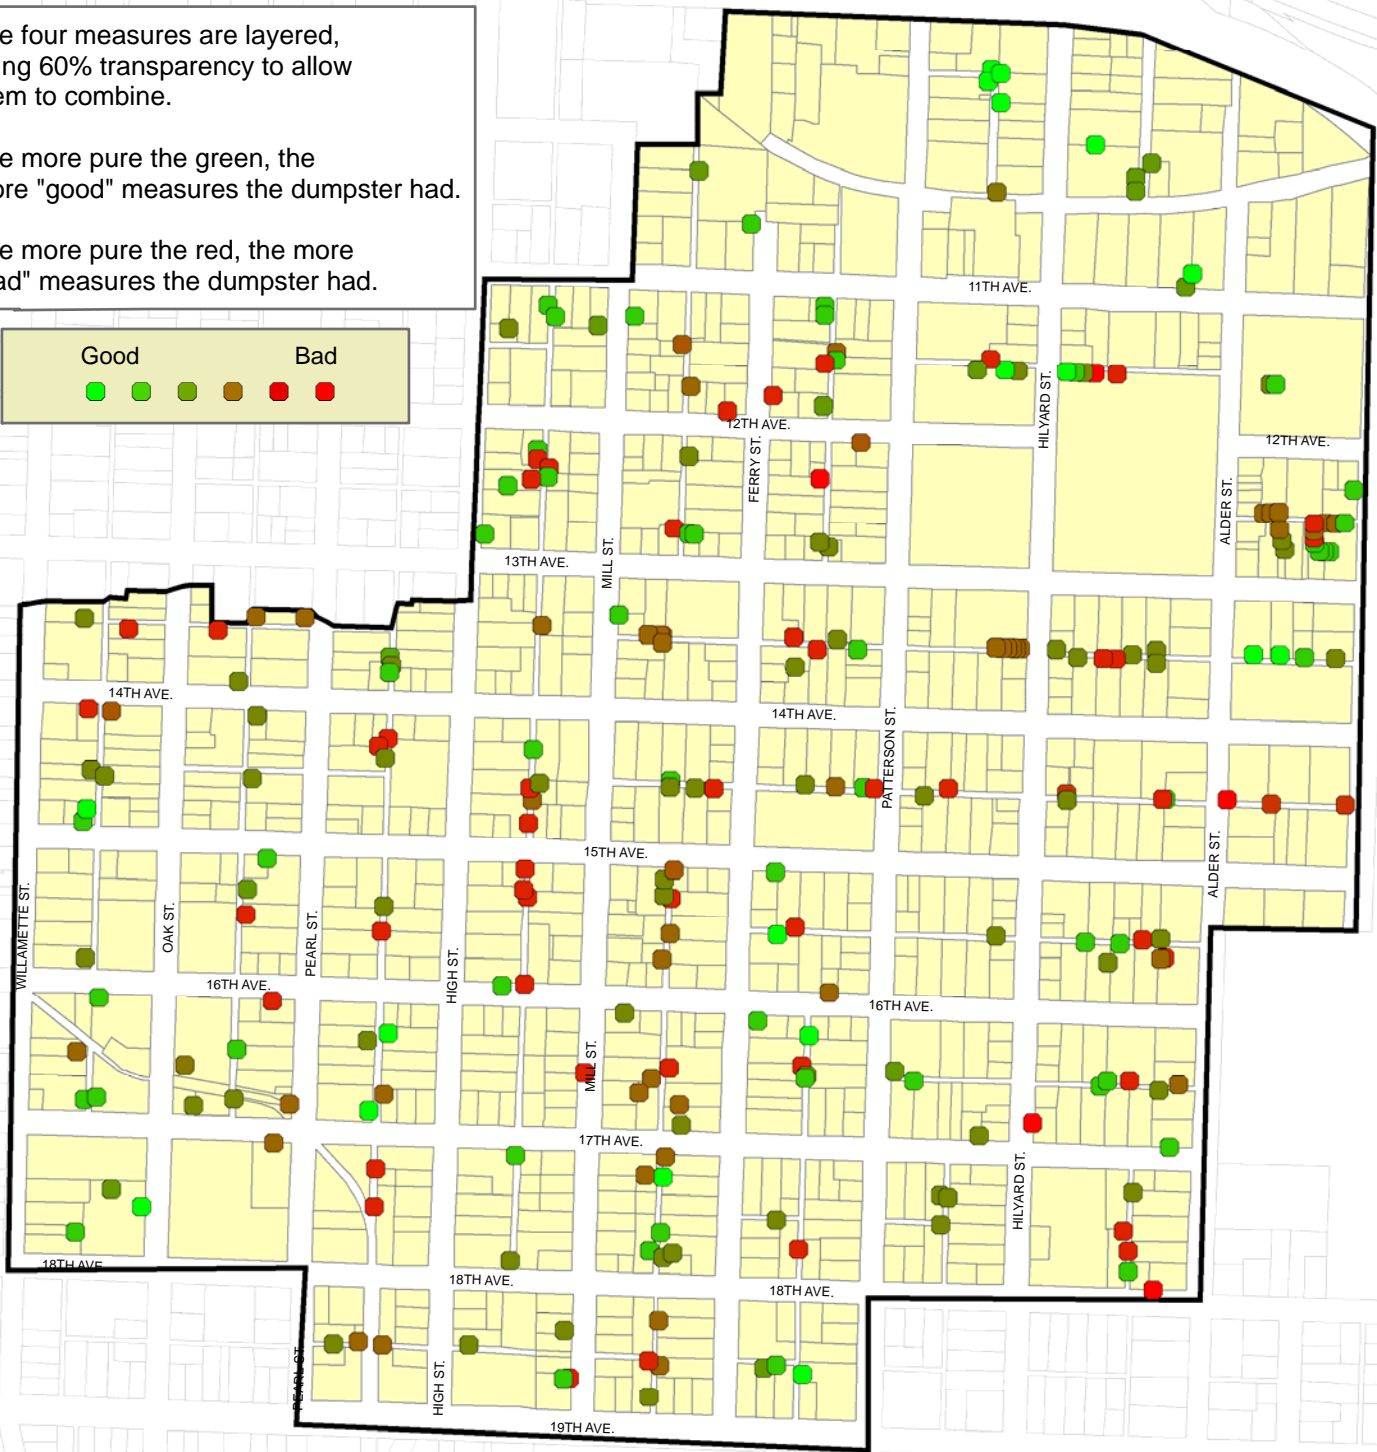 e four measures are layered,
ing 60% transparency to allow
em to combine.
e more pure the green, the
ore "good" measures the dumpster had.
e more pure the red, the more
ad" measures the dumpster had.
Good Bad
11TH AVE.
HILYARD ST.
12TH AVE.
12TH AVE.
FERRY ST.
ALDER ST.
13TH AVE.
MILL ST.
14TH AVE.
14TH AVE.
PATTERSON ST.
15TH AVE.
ALDER ST.
WILLAMETTE ST.
OAK ST.
PEARL ST.
HIGH ST.
16TH AVE.
16TH AVE.
MILL ST.
17TH AVE.
HILYARD ST.
18TH AVE
18TH AVE.
18TH AVE.
PEARL ST.
HIGH ST.
19TH AVE.